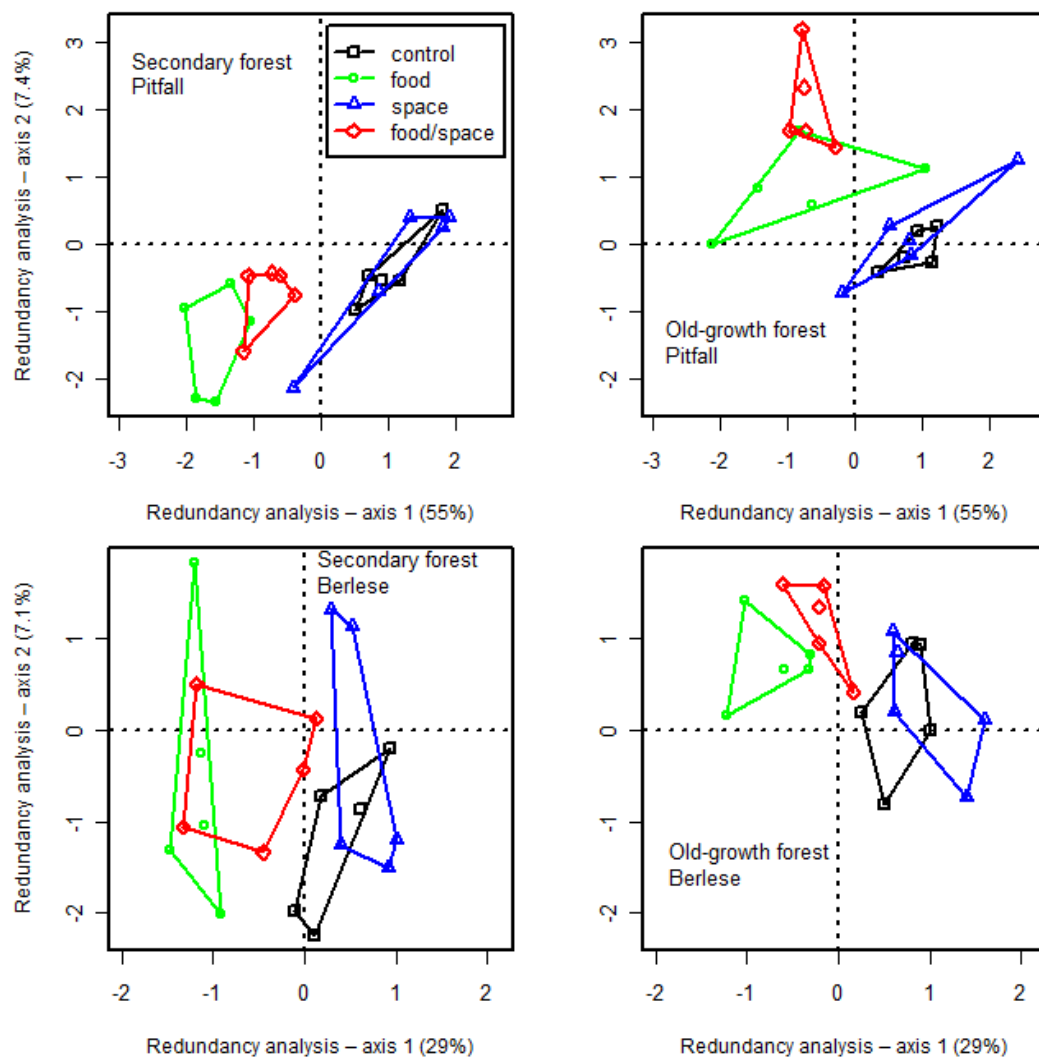 Redundancy analysis – axis 2 (7.4%)
3
2
1
0
-1
-2
Secondary forest
Pitfall
control
food
space
food/space
-3
-2
-1
0
1
2
Redundancy analysis – axis 1 (55%)
3
2
1
0
-1
-2
Old-growth forest
Pitfall
-3
-2
-1
0
1
2
Redundancy analysis – axis 1 (55%)
Redundancy analysis – axis 2 (7.1%)
1
0
-1
-2
Secondary forest
Berlese
-2
-1
0
1
2
Redundancy analysis – axis 1 (29%)
1
0
-1
-2
Old-growth forest
Berlese
-2
-1
0
1
2
Redundancy analysis – axis 1 (29%)